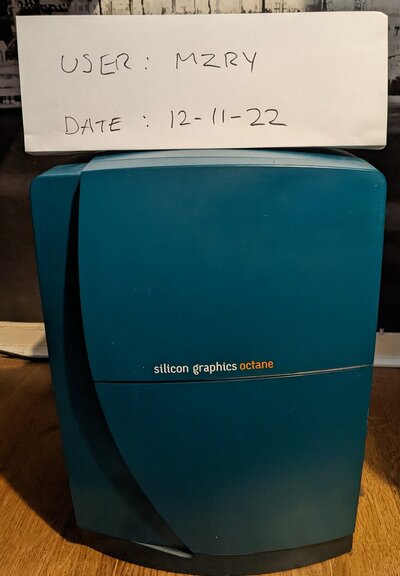 USER: MZRY
DATE : 12-11-22
silicon graphics octane